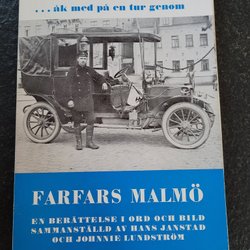 ...åk med på en tur genom
FARFARS MALMÖ
EN BERÄTTELSE I ORD OCH BILD
SAMMANSTÄLLD AV HANS JANSTAD
OCH JOHNNIE LUNDSTRÖM